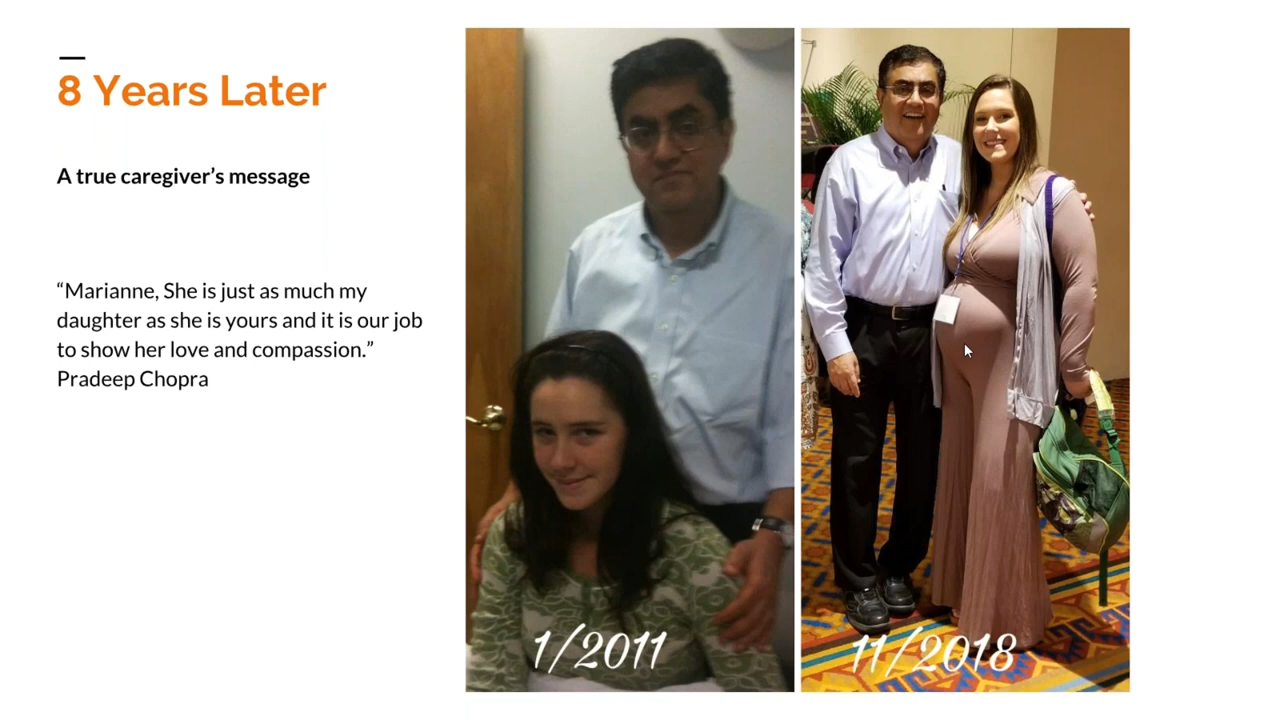 8 Years Later
A true caregiver’s message
“Marianne, She is just as much my
daughter as she is yours and it is our job
to show her love and compassion.”
Pradeep Chopra
1/2011
11/2018